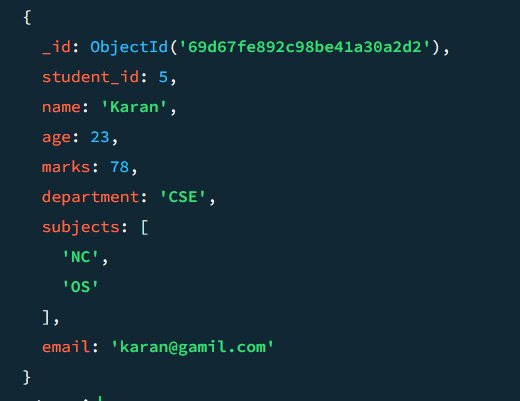 {
_id: ObjectId('69d67fe892c98be41a30a2d2'),
student_id: 5,
name: 'Karan',
age: 23,
marks: 78,
department: 'CSE',
subjects: [
'NC',
'OS'
],
email: 'karan@gamil.com'
}